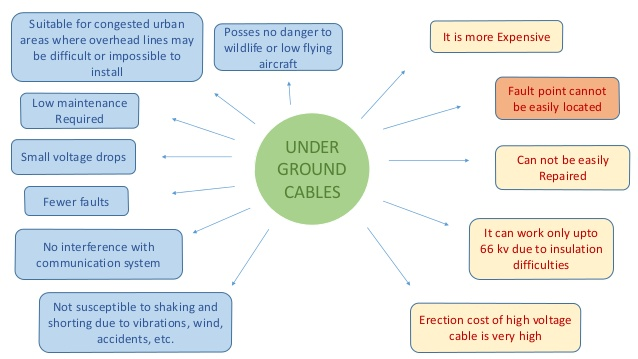 Suitable for congested urban
areas where overhead lines may
be difficult or impossible to
install
Posses no danger to
wildlife or low flying
aircraft
It is more Expensive
Low maintenance
Required
Fault point cannot
be easily located
Small voltage drops
UNDER
GROUND
CABLES
Can not be easily
Repaired
Fewer faults
No interference with
communication system
It can work only upto
66 kv due to insulation
difficulties
Not susceptible to shaking and
shorting due to vibrations, wind,
accidents, etc.
Erection cost of high voltage
cable is very high